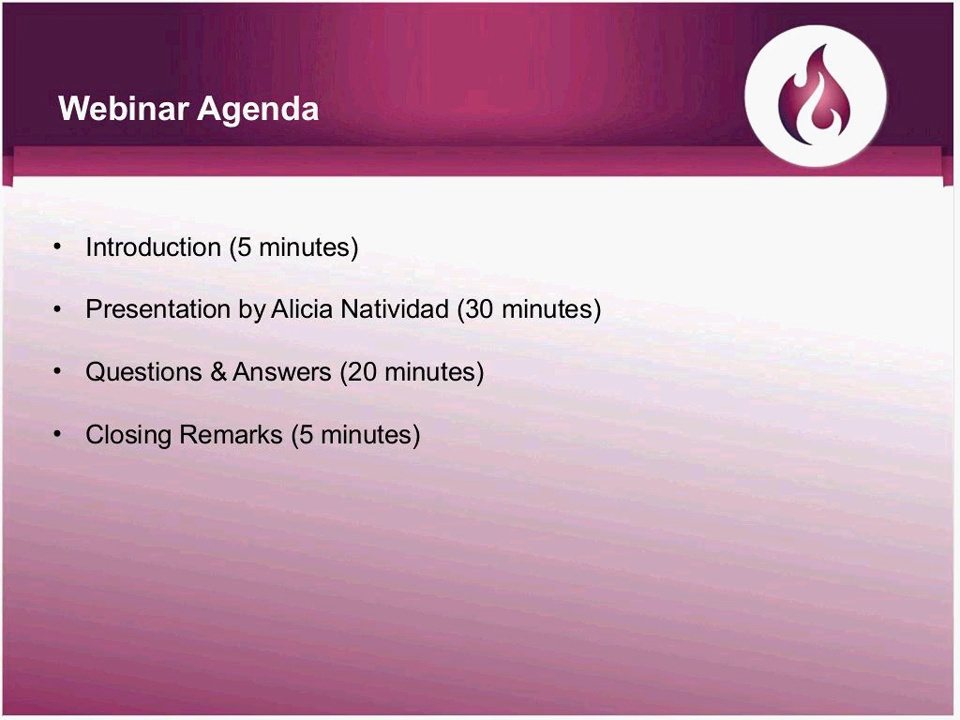 Webinar Agenda
• Introduction (5 minutes)
• Presentation by Alicia Natividad (30 minutes)
• Questions & Answers (20 minutes)
• Closing Remarks (5 minutes)